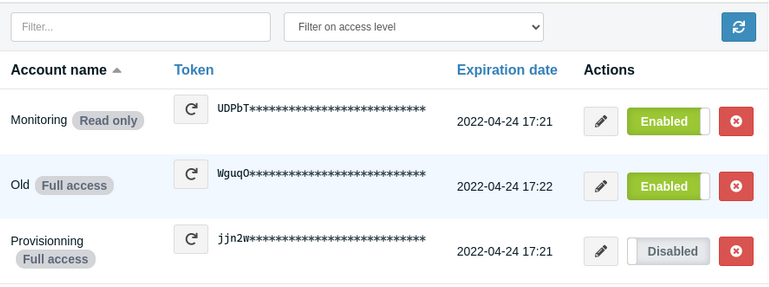 Filter...
Filter on access level
Account name Token Expiration date Actions
Monitoring Read only UDPbT**************************** 2022-04-24 17:21 Enabled
Old Full access WguqO**************************** 2022-04-24 17:22 Enabled
Provisionning Full access jjn2w**************************** 2022-04-24 17:21 Disabled